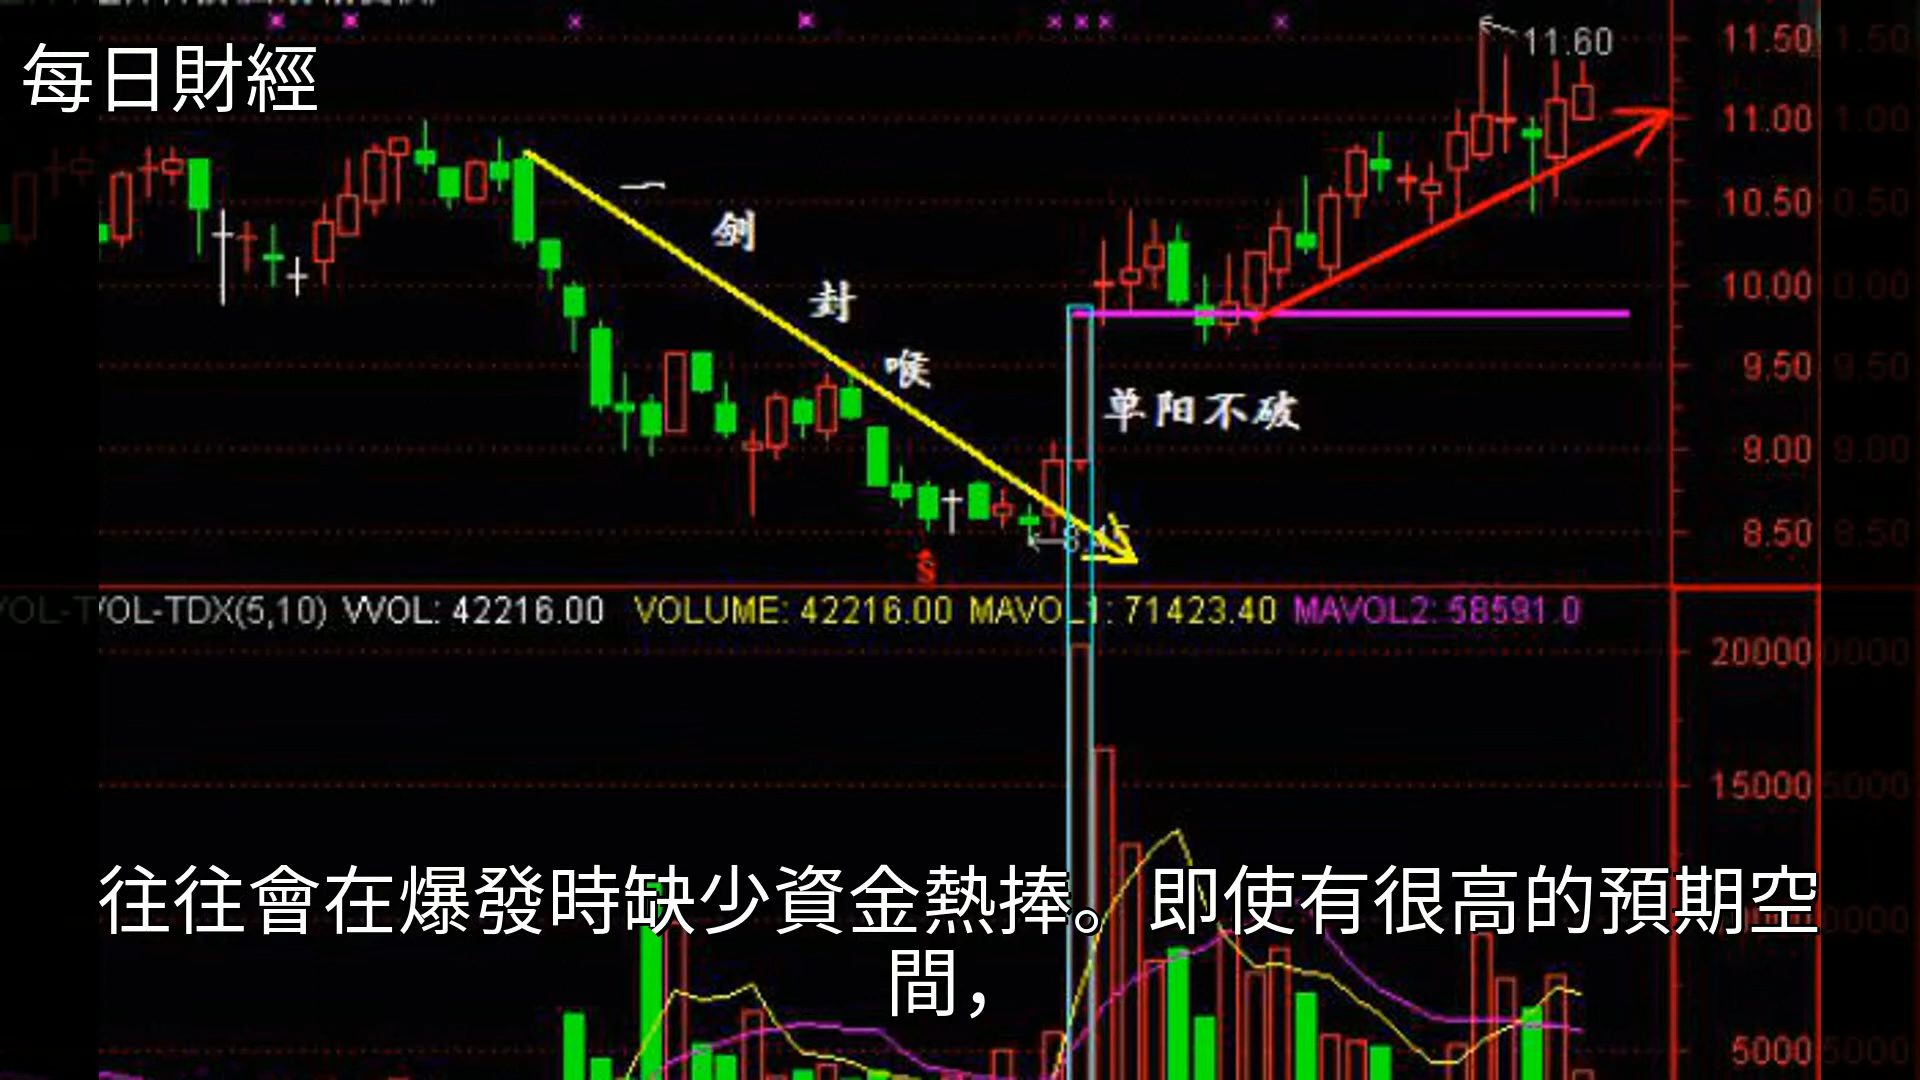 每日財經
11.60
11.50
11.00
10.50
10.00
9.50
9.00
8.50
一
剑
封
喉
单阳不破
VOL-TDX(5,10) VVOL: 42216.00 VOLUME: 42216.00 MAVOL1: 71423.40 MAVOL2: 58591.0
20000
15000
往往會在爆發時缺少資金熱捧。即使有很高的預期空
間，
5000